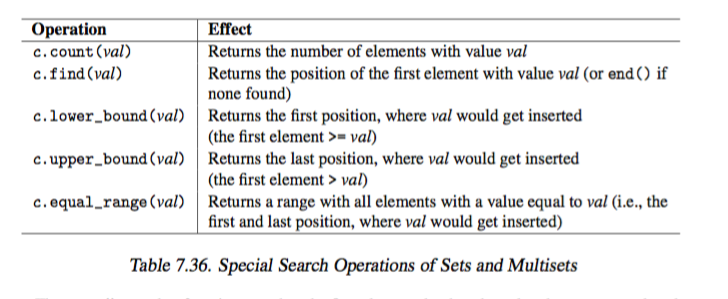 Operation Effect
c.count(val) Returns the number of elements with value val
c.find(val) Returns the position of the first element with value val (or end() if
none found)
c.lower_bound(val) Returns the first position, where val would get inserted
(the first element >= val)
c.upper_bound(val) Returns the last position, where val would get inserted
(the first element > val)
c.equal_range(val) Returns a range with all elements with a value equal to val (i.e., the
first and last position, where val would get inserted)
Table 7.36. Special Search Operations of Sets and Multisets